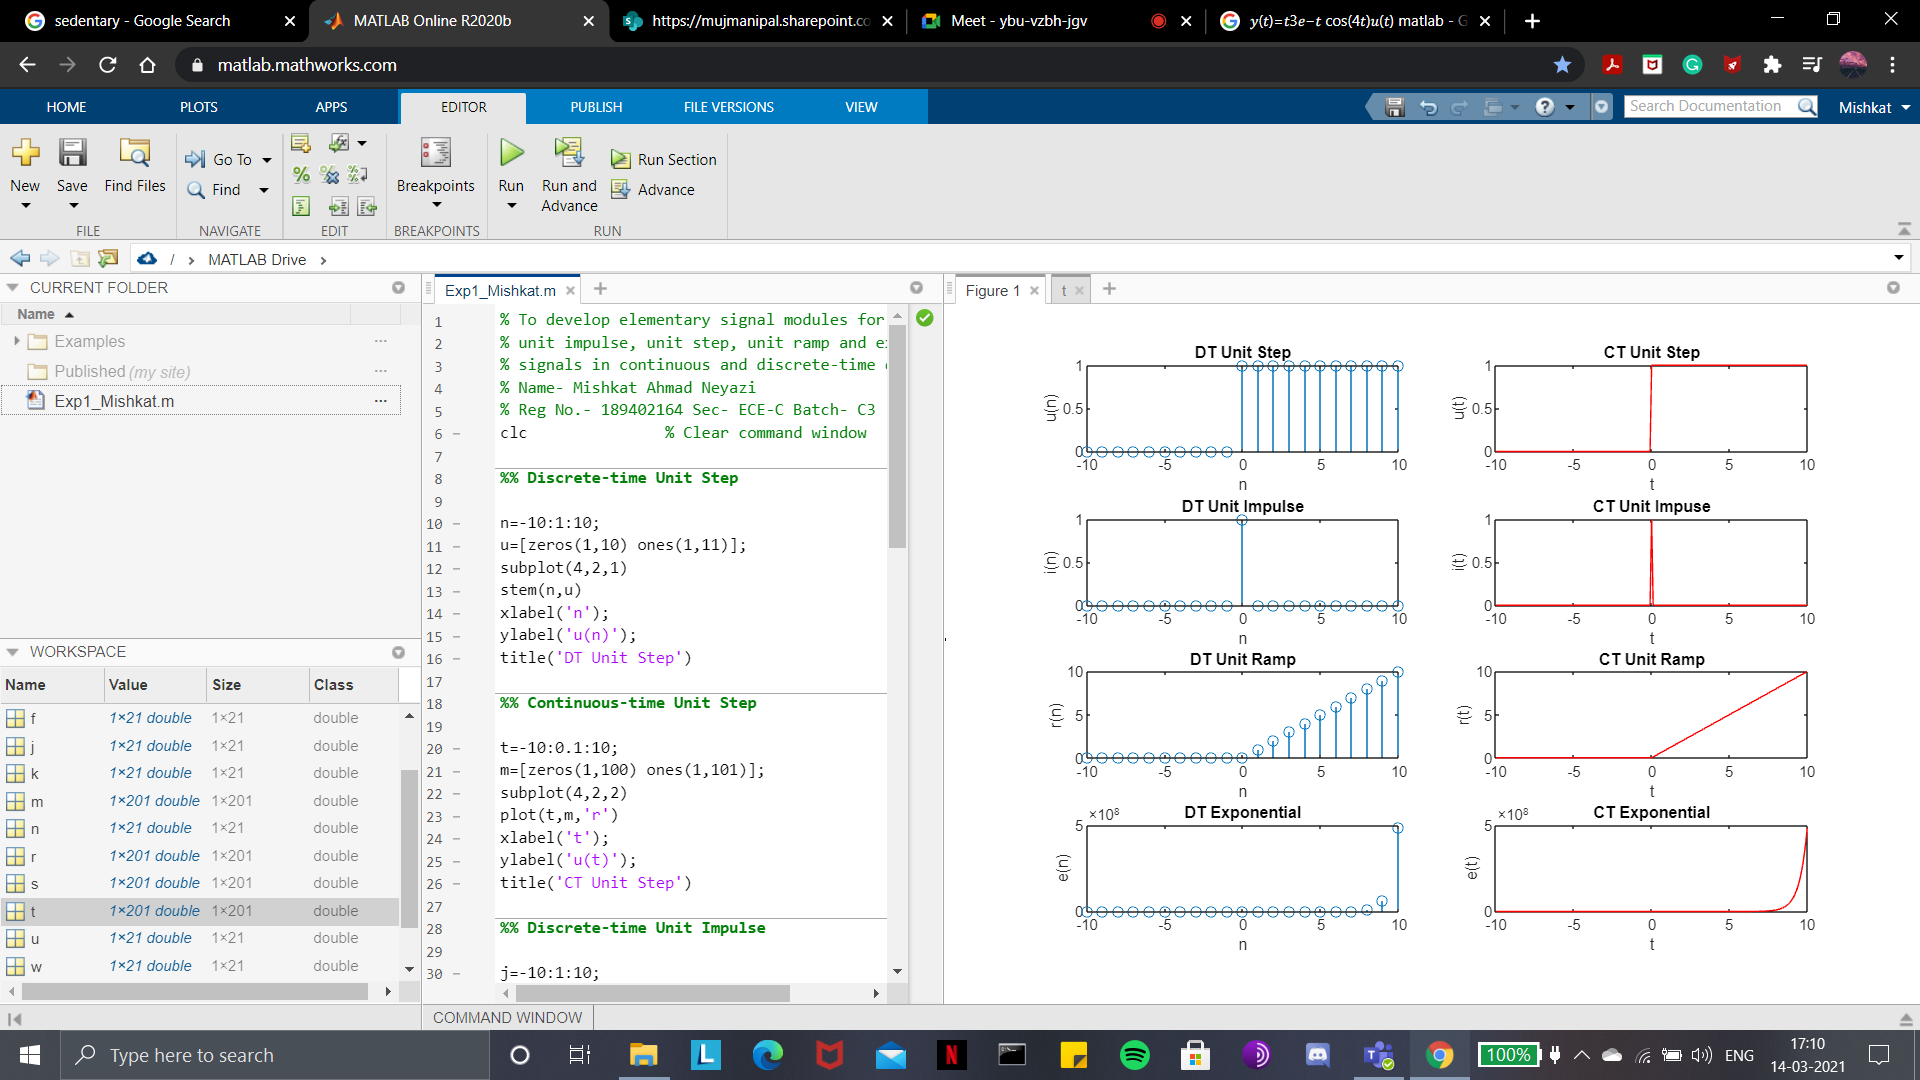 sedentary - Google Search
MATLAB Online R2020b
https://mujmanipal.sharepoint.co
Meet - ybu-vzbh-jgv
y(t)=t3e−t cos(4t)u(t) matlab - G
matlab.mathworks.com
HOME PLOTS APPS EDITOR PUBLISH FILE VERSIONS VIEW
Search Documentation
Mishkat
New
Save
Find Files
Go To
Find
Breakpoints
Run
Run and
Advance
Run Section
Advance
FILE NAVIGATE EDIT BREAKPOINTS RUN
/ › MATLAB Drive ›
CURRENT FOLDER
Name
Examples ...
Published (my site) ...
Exp1_Mishkat.m ...
WORKSPACE
Name Value Size Class
f 1×21 double 1×21 double
j 1×21 double 1×21 double
k 1×21 double 1×21 double
m 1×201 double 1×201 double
n 1×21 double 1×21 double
r 1×201 double 1×201 double
s 1×201 double 1×201 double
t 1×201 double 1×201 double
u 1×21 double 1×21 double
w 1×21 double 1×21 double
Exp1_Mishkat.m
1 % To develop elementary signal modules for
2 % unit impulse, unit step, unit ramp and
3 % signals in continuous and discrete-time
4 % Name- Mishkat Ahmad Neyazi
5 % Reg No.- 189402164 Sec- ECE-C Batch- C3
6 – clc % Clear command window
7
8 %% Discrete-time Unit Step
9
10 – n=-10:1:10;
11 – u=[zeros(1,10) ones(1,11)];
12 – subplot(4,2,1)
13 – stem(n,u)
14 – xlabel('n');
15 – ylabel('u(n)');
16 – title('DT Unit Step')
17
18 %% Continuous-time Unit Step
19
20 – t=-10:0.1:10;
21 – m=[zeros(1,100) ones(1,101)];
22 – subplot(4,2,2)
23 – plot(t,m,'r')
24 – xlabel('t');
25 – ylabel('u(t)');
26 – title('CT Unit Step')
27
28 %% Discrete-time Unit Impulse
29
30 – j=-10:1:10;
COMMAND WINDOW
Figure 1
t
DT Unit Step
u(n)
1
0.5
0
-10 -5 0 5 10
n
CT Unit Step
u(t)
1
0.5
0
-10 -5 0 5 10
t
DT Unit Impulse
i(n)
1
0.5
0
-10 -5 0 5 10
n
CT Unit Impuse
i(t)
1
0.5
0
-10 -5 0 5 10
t
DT Unit Ramp
r(n)
10
5
0
-10 -5 0 5 10
n
CT Unit Ramp
r(t)
10
5
0
-10 -5 0 5 10
t
DT Exponential
×10⁸
e(n)
5
0
-10 -5 0 5 10
n
CT Exponential
×10⁸
e(t)
5
0
-10 -5 0 5 10
t
Type here to search
L
N
100%
ENG
17:10
14-03-2021